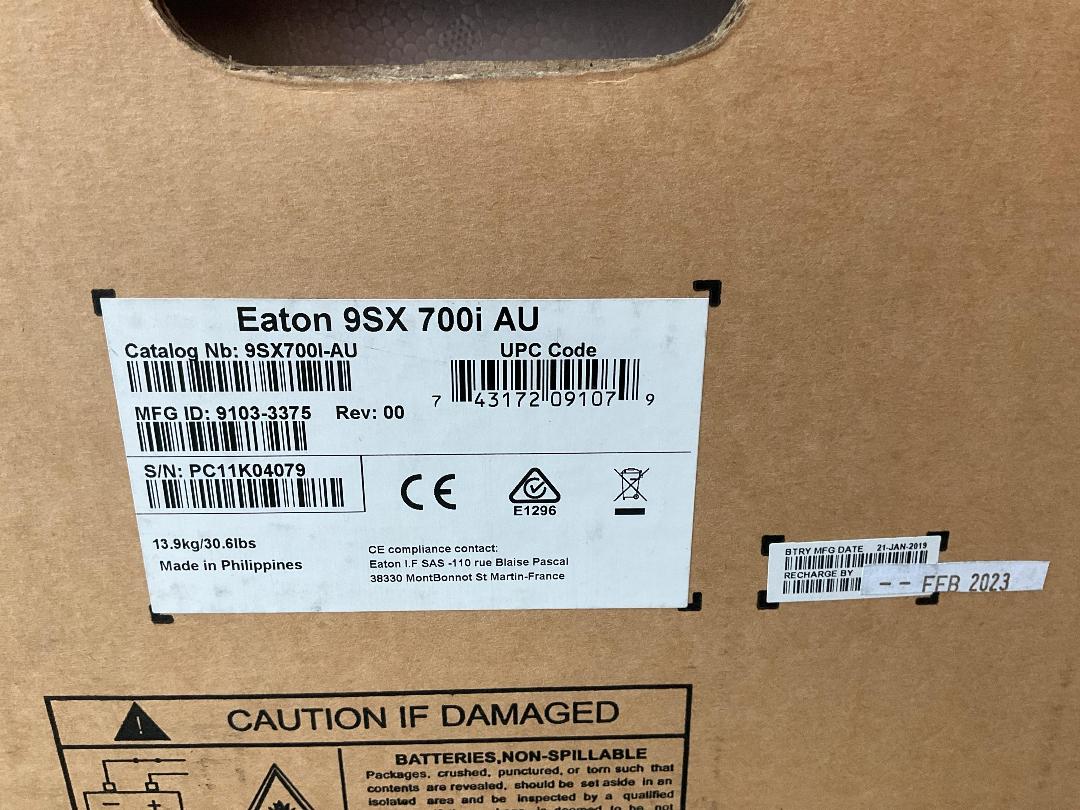 Eaton 9SX 700i AU
Catalog Nb: 9SX700I-AU
UPC Code
7 43172 09107 9
MFG ID: 9103-3375 Rev: 00
S/N: PC11K04079
CE
E1296
13.9kg/30.6lbs
Made in Philippines
CE compliance contact:
Eaton I.F SAS -110 rue Blaise Pascal
38330 MontBonnot St Martin-France
BTRY MFG DATE 21-JAN-2019
RECHARGE BY
-- FEB 2023
! CAUTION IF DAMAGED
- +
BATTERIES,NON-SPILLABLE
Packages, crushed, punctured, or torn such that
contents are revealed, should be set aside in an
isolated area and be inspected by a qualified